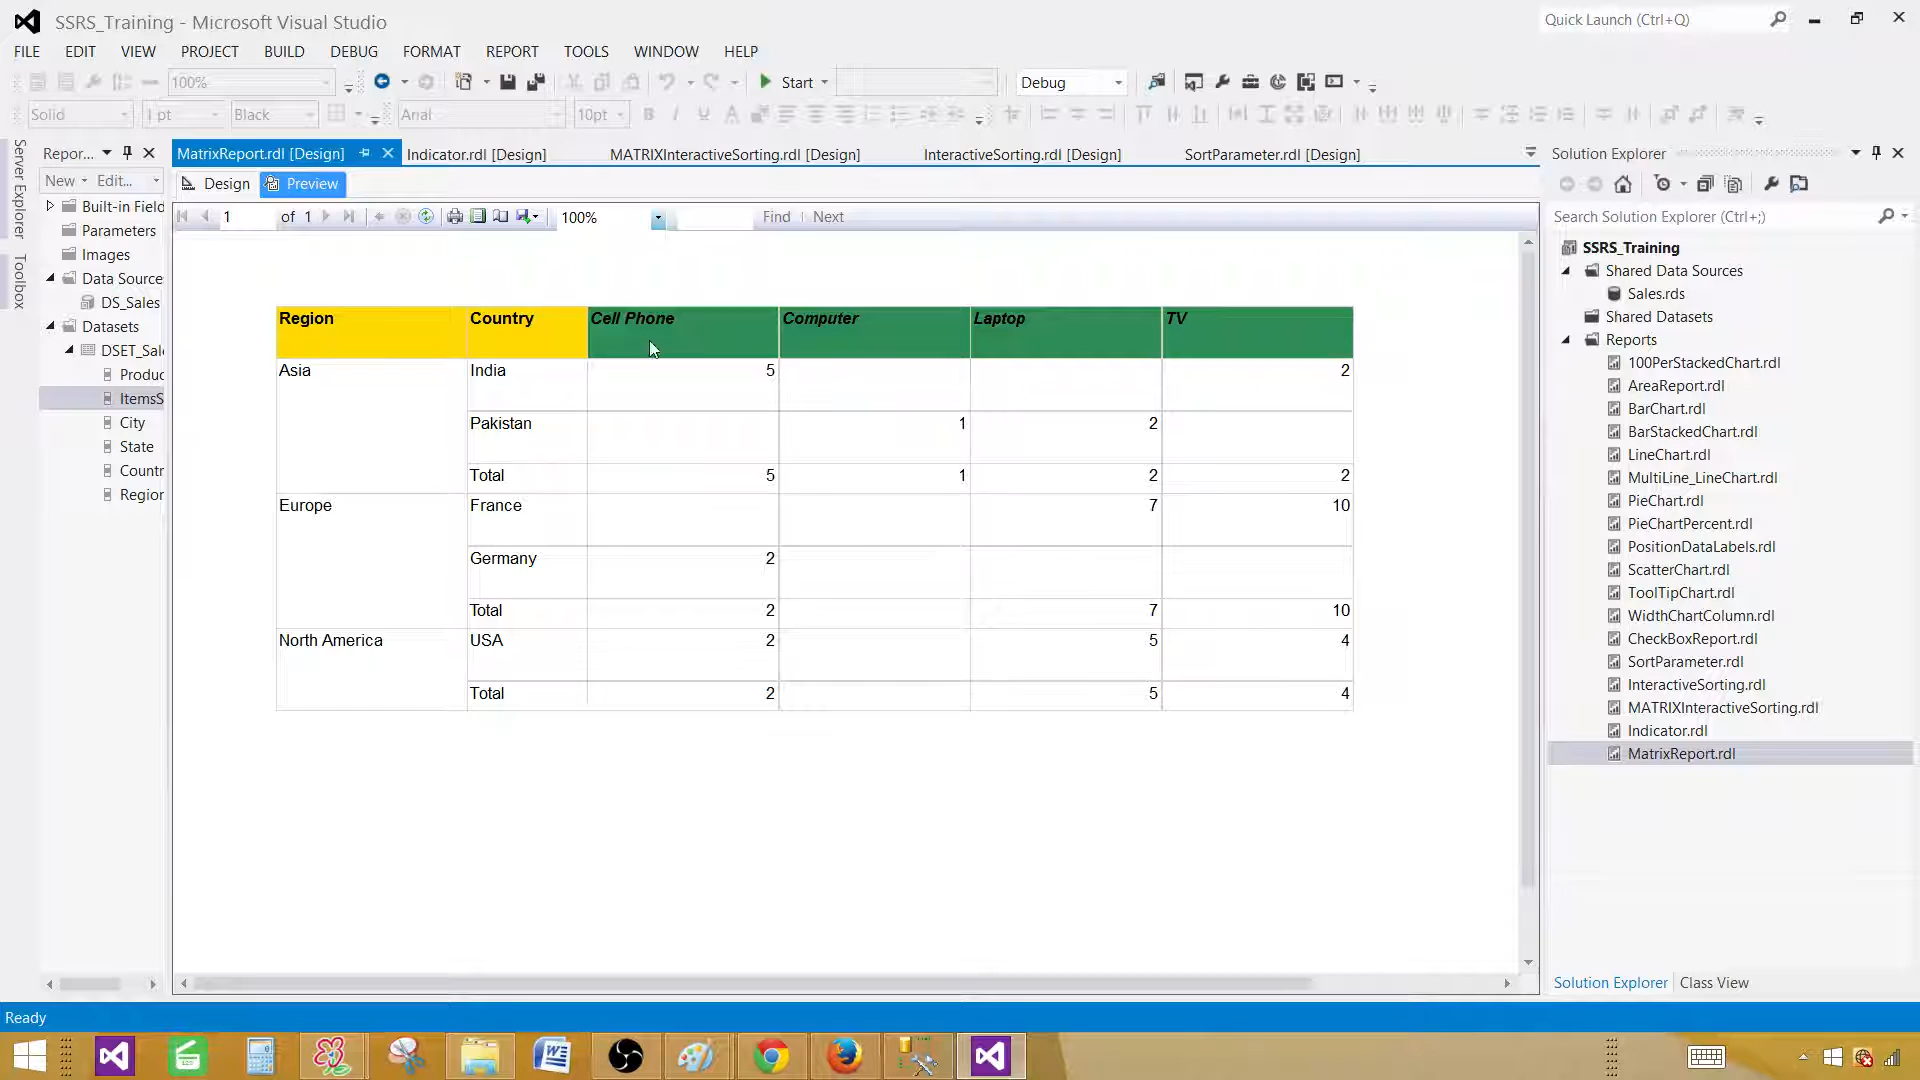 SSRS_Training - Microsoft Visual Studio
Quick Launch (Ctrl+Q)
FILE EDIT VIEW PROJECT BUILD DEBUG FORMAT REPORT TOOLS WINDOW HELP
100% Start Debug
Solid 1 pt Black Arial 10pt B I U A
Server Explorer
Toolbox
Repor...
New Edit...
Built-in Field
Parameters
Images
Data Source
DS_Sales
Datasets
DSET_Sale
Produc
ItemsS
City
State
Countr
Region
MatrixReport.rdl [Design] Indicator.rdl [Design] MATRIXInteractiveSorting.rdl [Design] InteractiveSorting.rdl [Design] SortParameter.rdl [Design]
Design Preview
1 of 1 100% Find Next
Region Country Cell Phone Computer Laptop TV
Asia India 5 2
Pakistan 1 2
Total 5 1 2 2
Europe France 7 10
Germany 2
Total 2 7 10
North America USA 2 5 4
Total 2 5 4
Solution Explorer
Search Solution Explorer (Ctrl+;)
SSRS_Training
Shared Data Sources
Sales.rds
Shared Datasets
Reports
100PerStackedChart.rdl
AreaReport.rdl
BarChart.rdl
BarStackedChart.rdl
LineChart.rdl
MultiLine_LineChart.rdl
PieChart.rdl
PieChartPercent.rdl
PositionDataLabels.rdl
ScatterChart.rdl
ToolTipChart.rdl
WidthChartColumn.rdl
CheckBoxReport.rdl
SortParameter.rdl
InteractiveSorting.rdl
MATRIXInteractiveSorting.rdl
Indicator.rdl
MatrixReport.rdl
Solution Explorer Class View
Ready